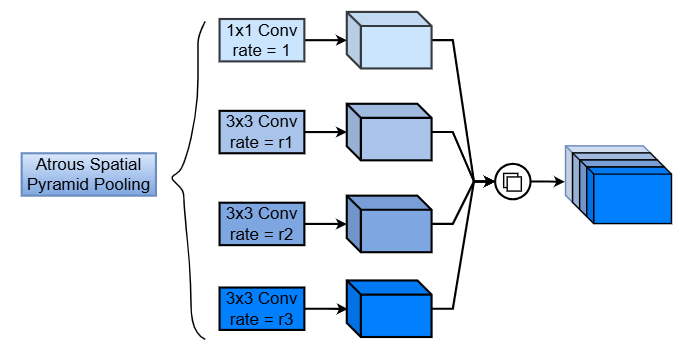 Atrous Spatial
Pyramid Pooling
1x1 Conv
rate = 1
3x3 Conv
rate = r1
3x3 Conv
rate = r2
3x3 Conv
rate = r3